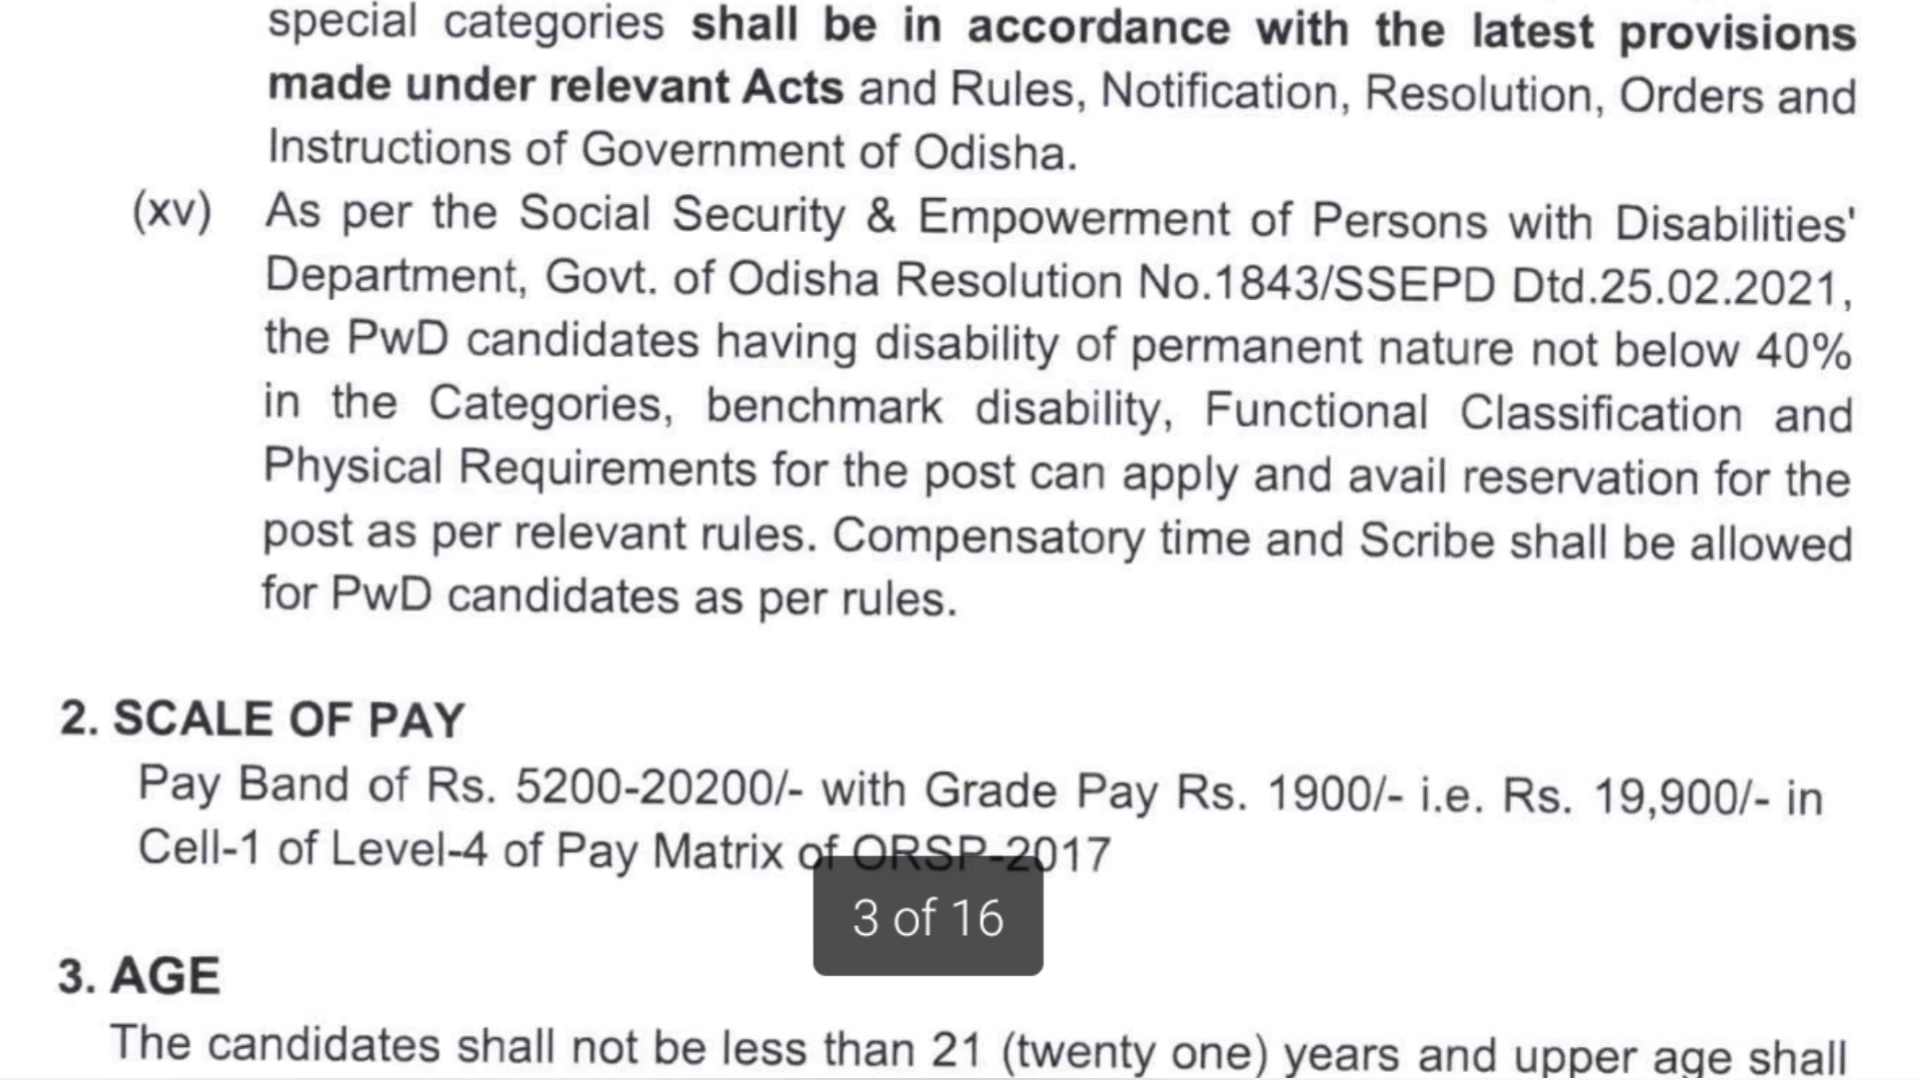 special categories shall be in accordance with the latest provisions
made under relevant Acts and Rules, Notification, Resolution, Orders and
Instructions of Government of Odisha.
(xv) As per the Social Security & Empowerment of Persons with Disabilities'
Department, Govt. of Odisha Resolution No.1843/SSEPD Dtd.25.02.2021,
the PwD candidates having disability of permanent nature not below 40%
in the Categories, benchmark disability, Functional Classification and
Physical Requirements for the post can apply and avail reservation for the
post as per relevant rules. Compensatory time and Scribe shall be allowed
for PwD candidates as per rules.
2. SCALE OF PAY
Pay Band of Rs. 5200-20200/- with Grade Pay Rs. 1900/- i.e. Rs. 19,900/- in
Cell-1 of Level-4 of Pay Matrix of ORSP-2017
3 of 16
3. AGE
The candidates shall not be less than 21 (twenty one) years and upper age shall